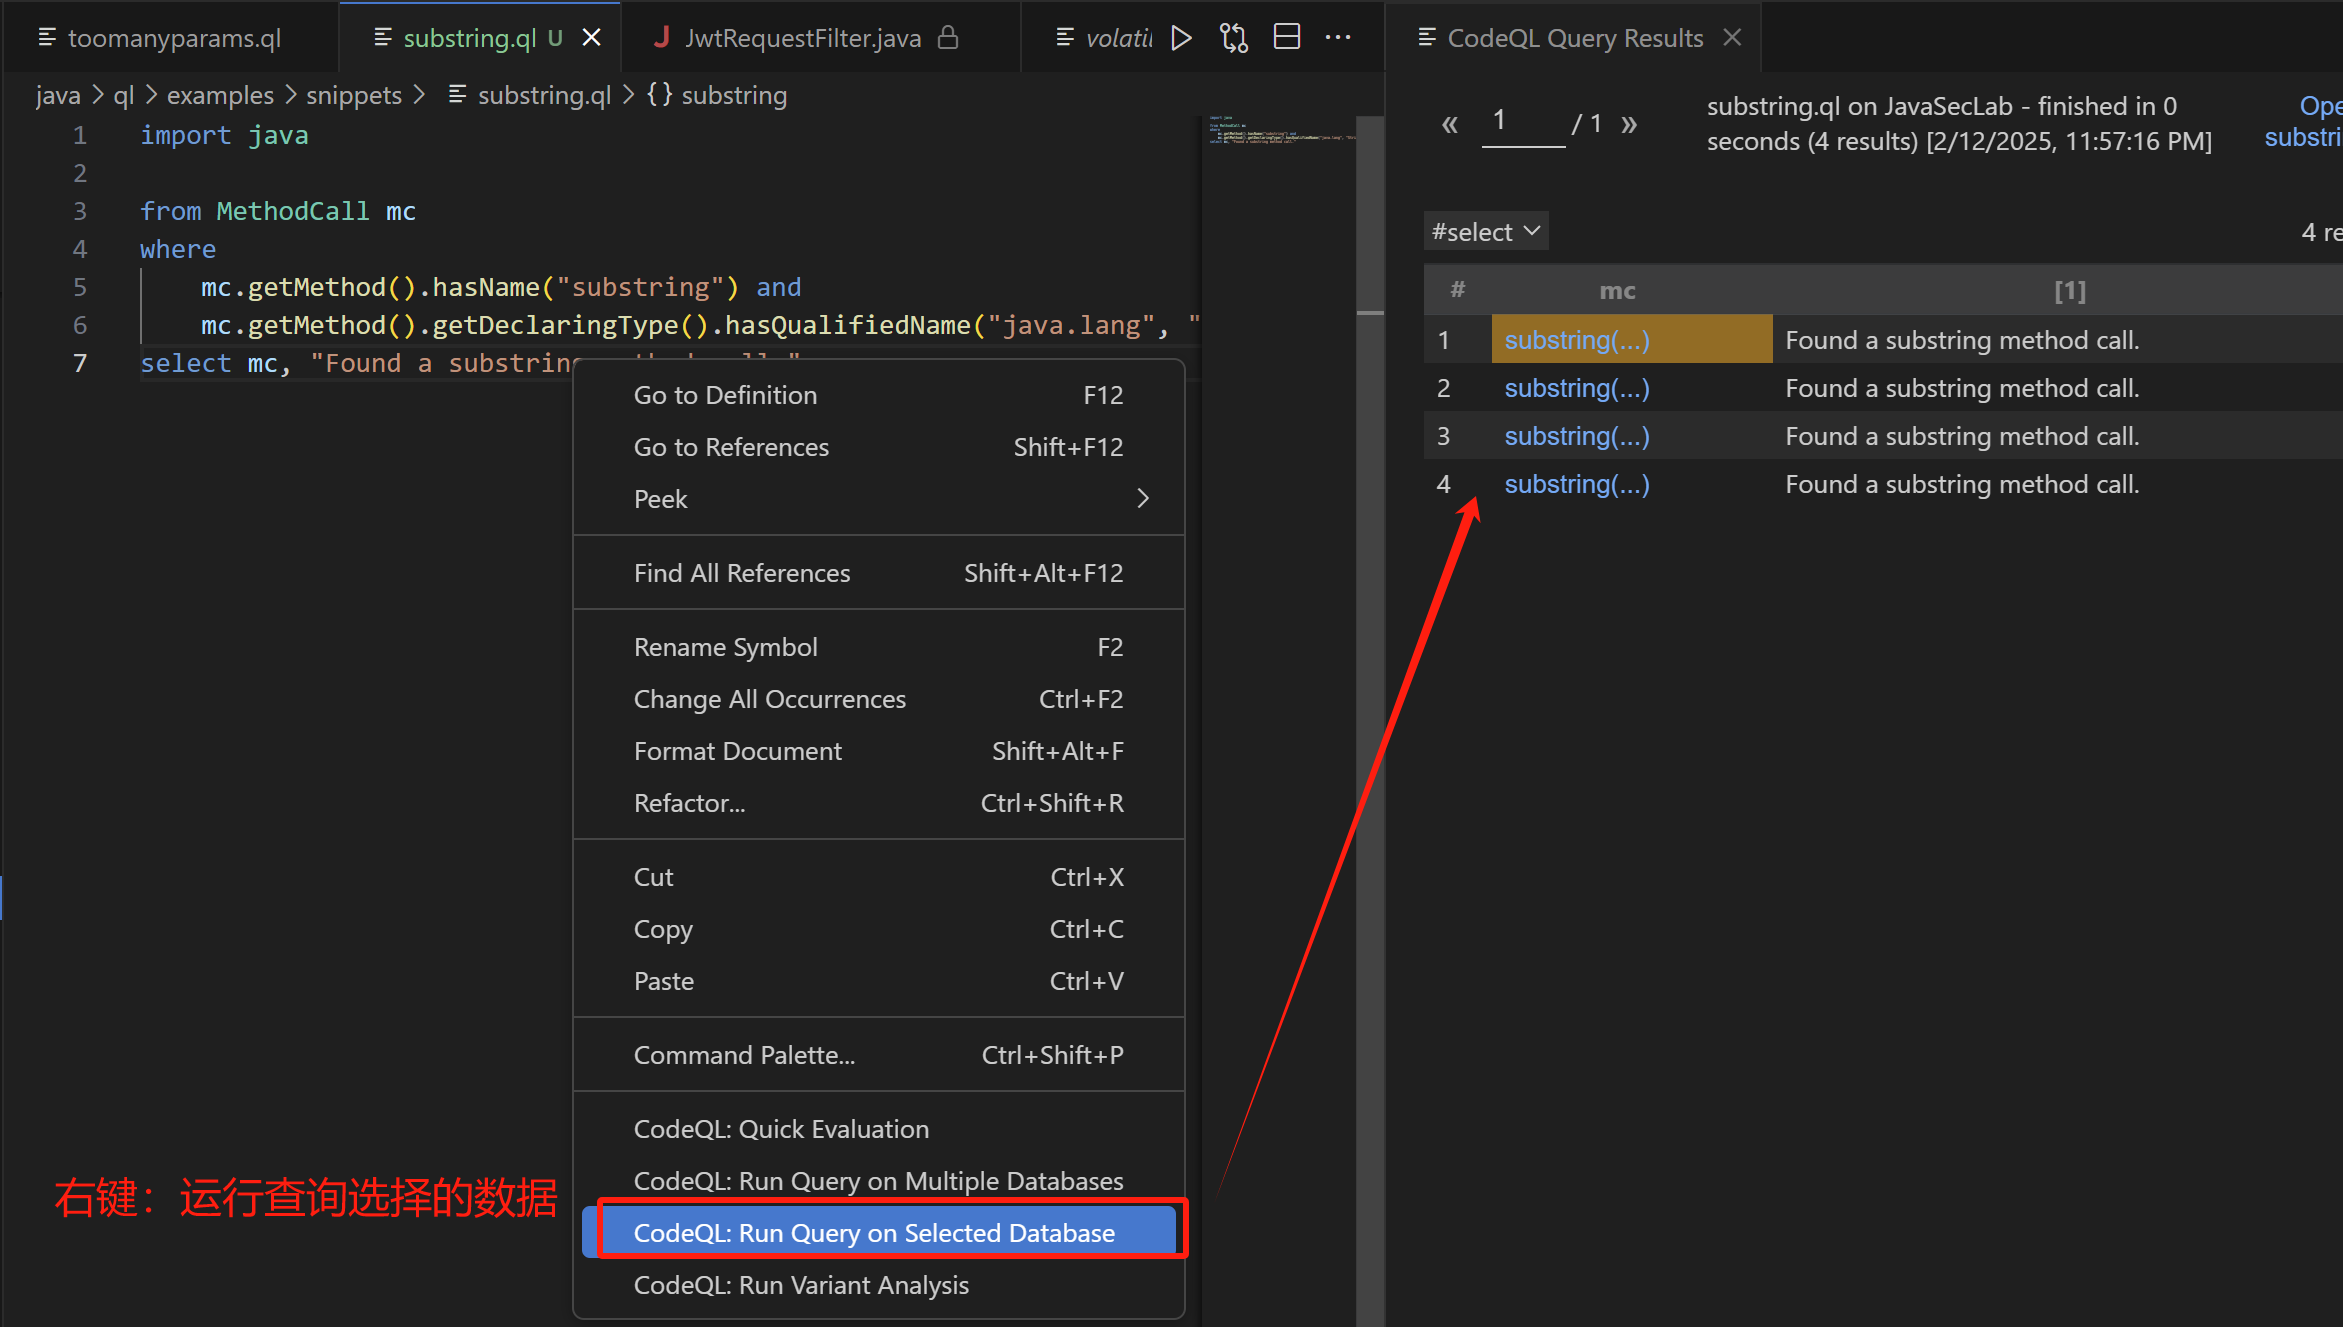 toomanyparams.ql
substring.ql U
JwtRequestFilter.java
volatil
CodeQL Query Results
java > ql > examples > snippets > substring.ql > {} substring
1 import java
2
3 from MethodCall mc
4 where
5 mc.getMethod().hasName("substring") and
6 mc.getMethod().getDeclaringType().hasQualifiedName("java.lang", "
7 select mc, "Found a substring
Go to Definition F12
Go to References Shift+F12
Peek
Find All References Shift+Alt+F12
Rename Symbol F2
Change All Occurrences Ctrl+F2
Format Document Shift+Alt+F
Refactor... Ctrl+Shift+R
Cut Ctrl+X
Copy Ctrl+C
Paste Ctrl+V
Command Palette... Ctrl+Shift+P
CodeQL: Quick Evaluation
CodeQL: Run Query on Multiple Databases
CodeQL: Run Query on Selected Database
CodeQL: Run Variant Analysis
右键：运行查询选择的数据
« 1 / 1 »
substring.ql on JavaSecLab - finished in 0
seconds (4 results) [2/12/2025, 11:57:16 PM]
Ope
substri
#select
4 re
# mc [1]
1 substring(...) Found a substring method call.
2 substring(...) Found a substring method call.
3 substring(...) Found a substring method call.
4 substring(...) Found a substring method call.